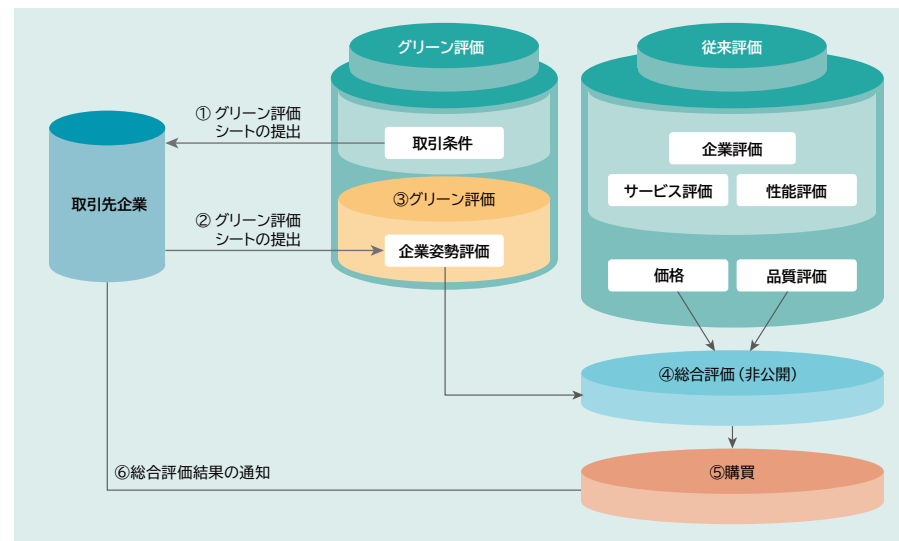 グリーン評価
従来評価
① グリーン評価
シートの提出
取引条件
企業評価
サービス評価
性能評価
取引先企業
③グリーン評価
② グリーン評価
シートの提出
企業姿勢評価
価格
品質評価
④総合評価（非公開）
⑥総合評価結果の通知
⑤購買